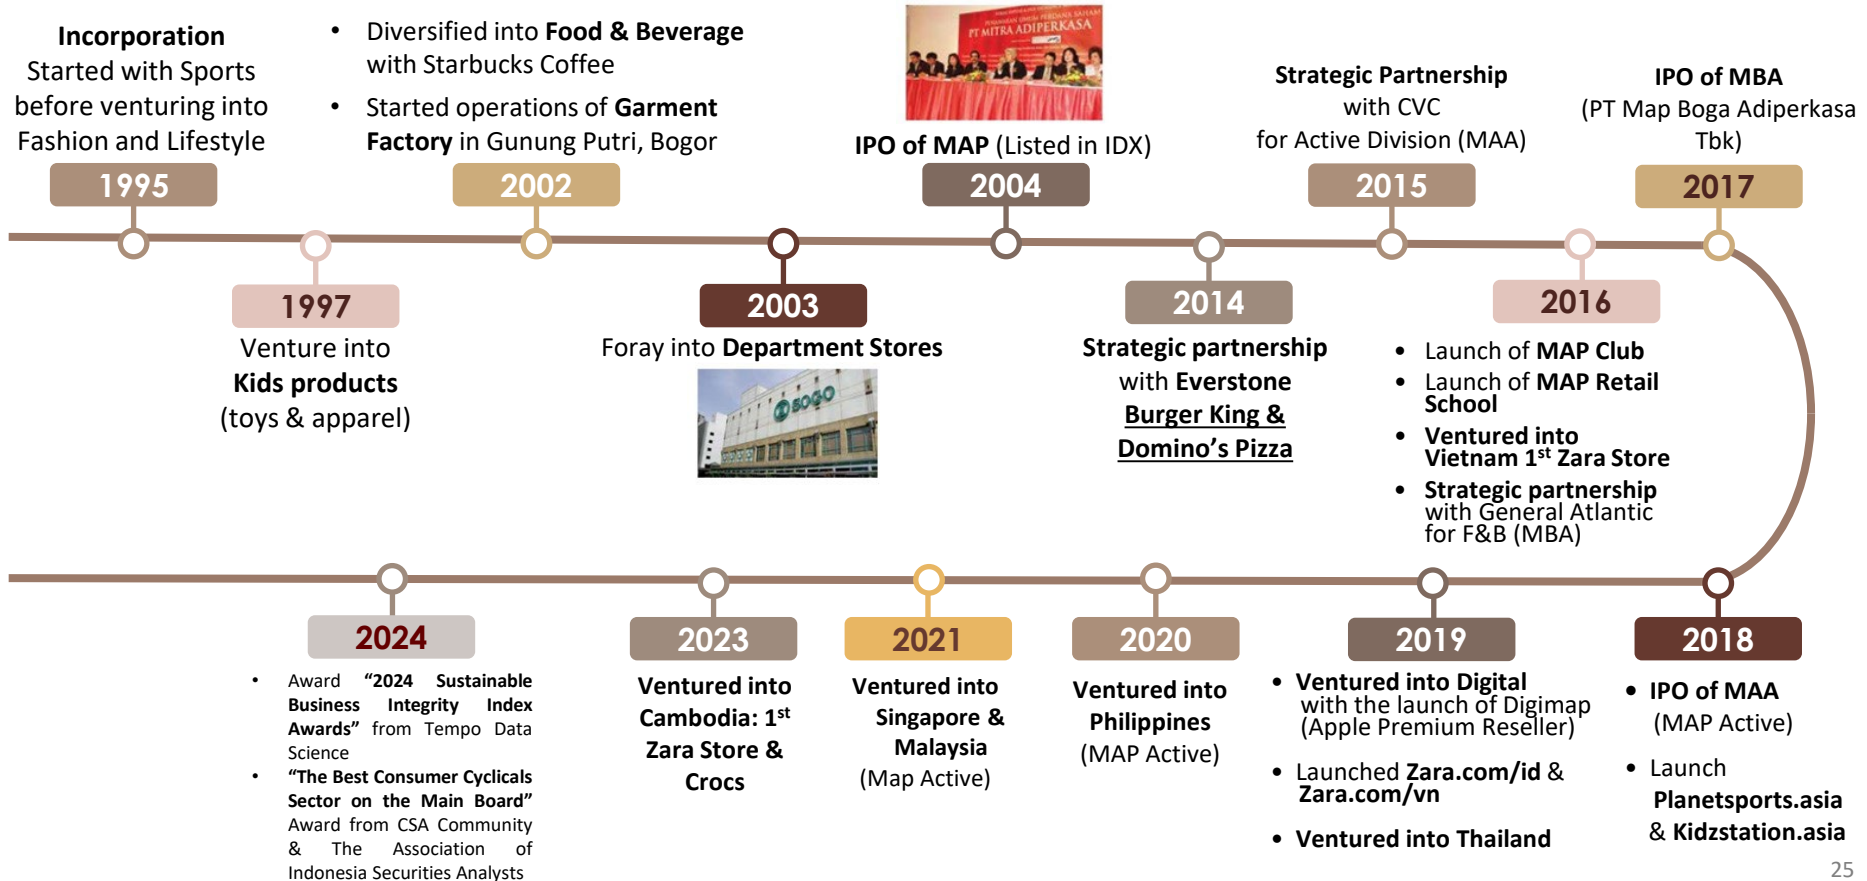 Incorporation
Started with Sports
before venturing into
Fashion and Lifestyle
1995
1997
Venture into
Kids products
(toys & apparel)
• Diversified into Food & Beverage
with Starbucks Coffee
• Started operations of Garment
Factory in Gunung Putri, Bogor
2002
2003
Foray into Department Stores
SOGO
PT MITRA ADIPERKASA
IPO of MAP (Listed in IDX)
2004
2014
Strategic partnership
with Everstone
Burger King &
Domino’s Pizza
Strategic Partnership
with CVC
for Active Division (MAA)
2015
2016
• Launch of MAP Club
• Launch of MAP Retail
School
• Ventured into
Vietnam 1st Zara Store
• Strategic partnership
with General Atlantic
for F&B (MBA)
IPO of MBA
(PT Map Boga Adiperkasa
Tbk)
2017
2018
• IPO of MAA
(MAP Active)
• Launch
Planetsports.asia
& Kidzstation.asia
2019
• Ventured into Digital
with the launch of Digimap
(Apple Premium Reseller)
• Launched Zara.com/id &
Zara.com/vn
• Ventured into Thailand
2020
Ventured into
Philippines
(MAP Active)
2021
Ventured into
Singapore &
Malaysia
(Map Active)
2023
Ventured into
Cambodia: 1st
Zara Store &
Crocs
2024
• Award “2024 Sustainable
Business Integrity Index
Awards” from Tempo Data
Science
• “The Best Consumer Cyclicals
Sector on the Main Board”
Award from CSA Community
& The Association of
Indonesia Securities Analysts
25